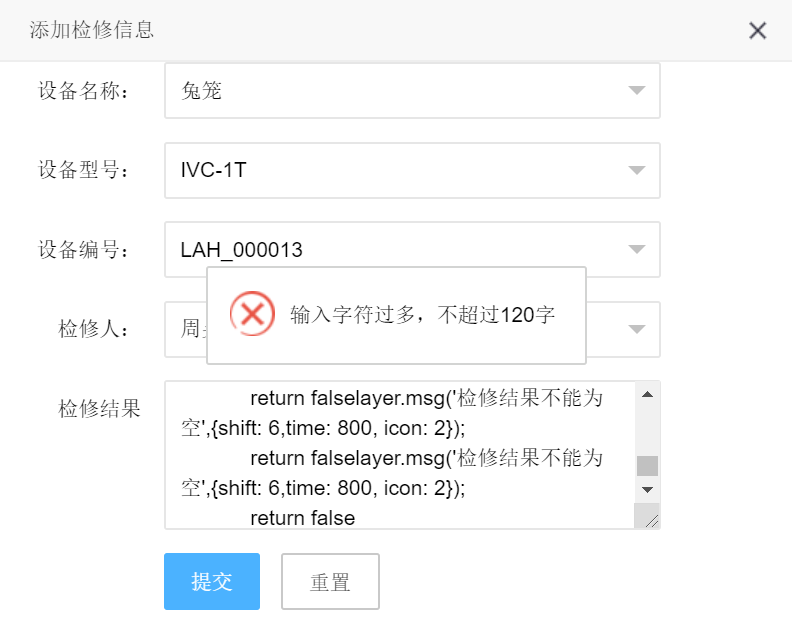 添加检修信息
设备名称：
兔笼
设备型号：
IVC-1T
设备编号：
LAH_000013
输入字符过多，不超过120字
检修人：
周
检修结果
return falselayer.msg('检修结果不能为
空',{shift: 6,time: 800, icon: 2});
return falselayer.msg('检修结果不能为
空',{shift: 6,time: 800, icon: 2});
return false
提交
重置